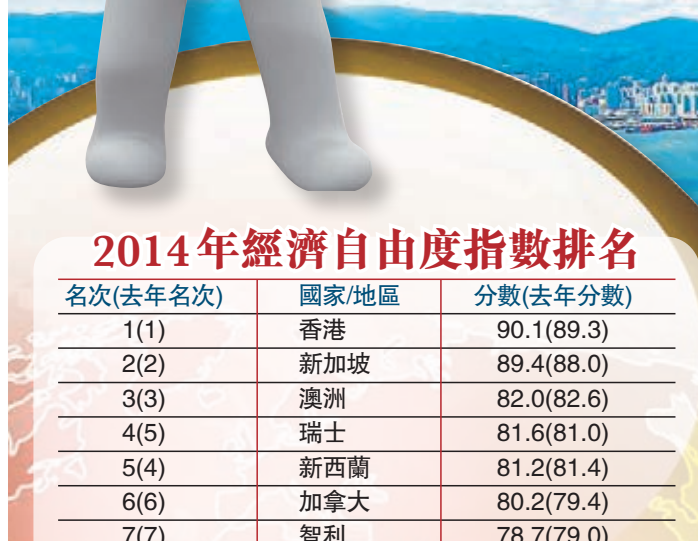 2014年經濟自由度指數排名
名次(去年名次) 國家/地區 分數(去年分數)
1(1) 香港 90.1(89.3)
2(2) 新加坡 89.4(88.0)
3(3) 澳洲 82.0(82.6)
4(5) 瑞士 81.6(81.0)
5(4) 新西蘭 81.2(81.4)
6(6) 加拿大 80.2(79.4)
7(7) 智利 78.7(79.0)